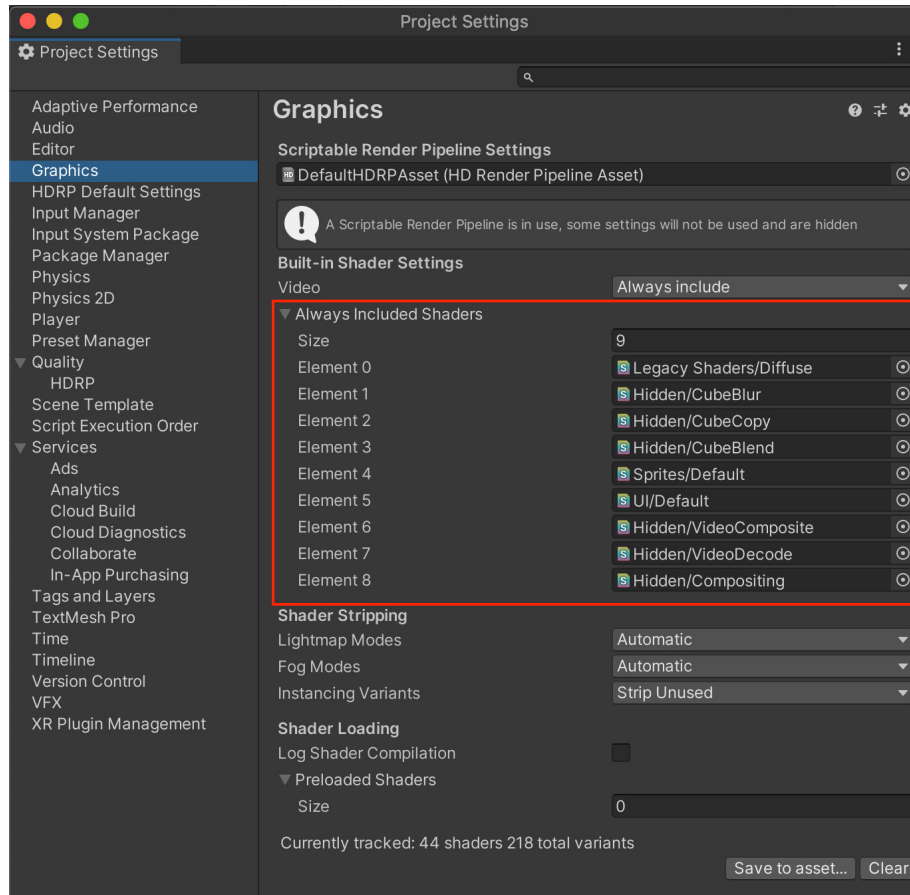 Project Settings
Project Settings
Adaptive Performance
Audio
Editor
Graphics
HDRP Default Settings
Input Manager
Input System Package
Package Manager
Physics
Physics 2D
Player
Preset Manager
Quality
HDRP
Scene Template
Script Execution Order
Services
Ads
Analytics
Cloud Build
Cloud Diagnostics
Collaborate
In-App Purchasing
Tags and Layers
TextMesh Pro
Time
Timeline
Version Control
VFX
XR Plugin Management
Graphics
Scriptable Render Pipeline Settings
HD DefaultHDRPAsset (HD Render Pipeline Asset)
A Scriptable Render Pipeline is in use, some settings will not be used and are hidden
Built-in Shader Settings
Video Always include
Always Included Shaders
Size 9
Element 0 S Legacy Shaders/Diffuse
Element 1 S Hidden/CubeBlur
Element 2 S Hidden/CubeCopy
Element 3 S Hidden/CubeBlend
Element 4 S Sprites/Default
Element 5 S UI/Default
Element 6 S Hidden/VideoComposite
Element 7 S Hidden/VideoDecode
Element 8 S Hidden/Compositing
Shader Stripping
Lightmap Modes Automatic
Fog Modes Automatic
Instancing Variants Strip Unused
Shader Loading
Log Shader Compilation
Preloaded Shaders
Size 0
Currently tracked: 44 shaders 218 total variants
Save to asset... Clear